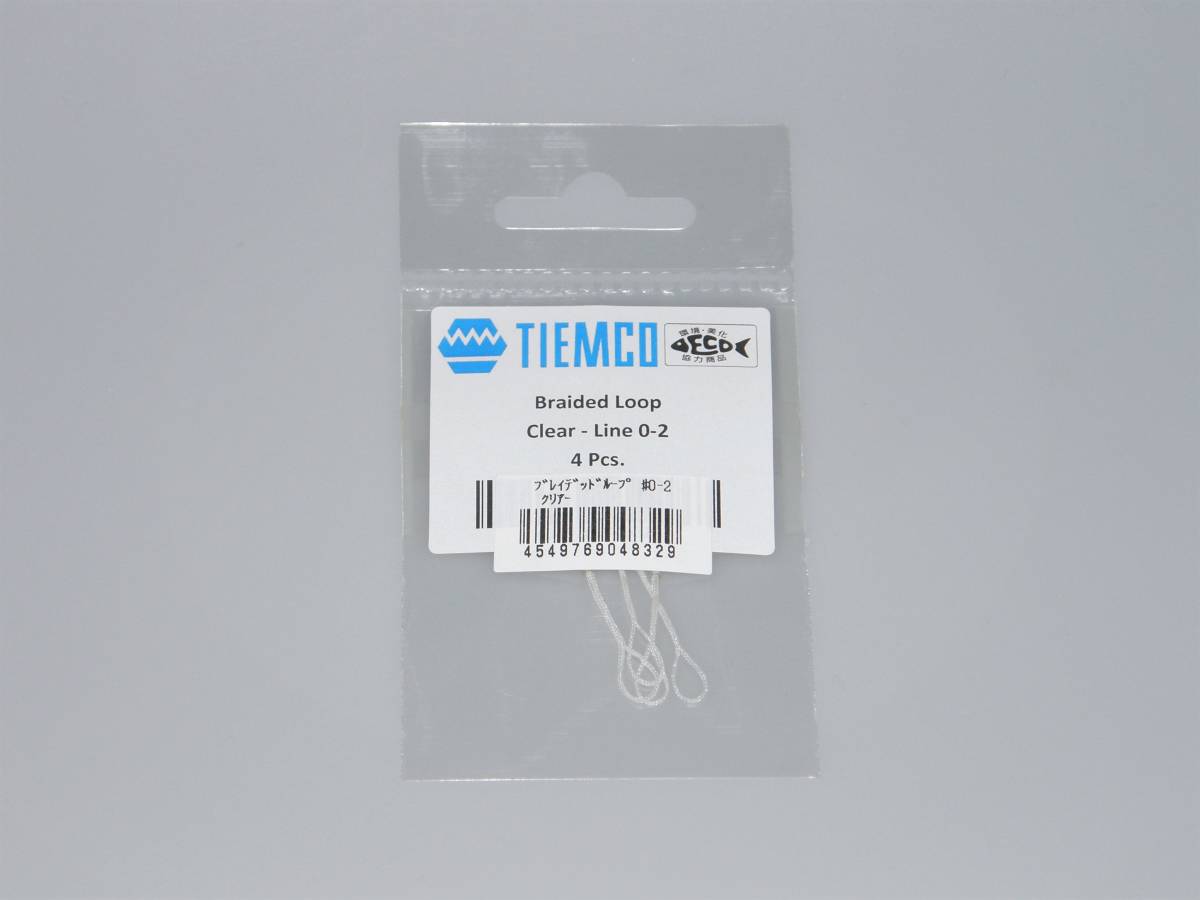 TIEMCO
環境・美化
ECO
協力商品
Braided Loop
Clear - Line 0-2
4 Pcs.
ﾌﾞﾚｲﾃﾞｯﾄﾞﾙｰﾌﾟ #0-2
ｸﾘｱｰ
4549769048329